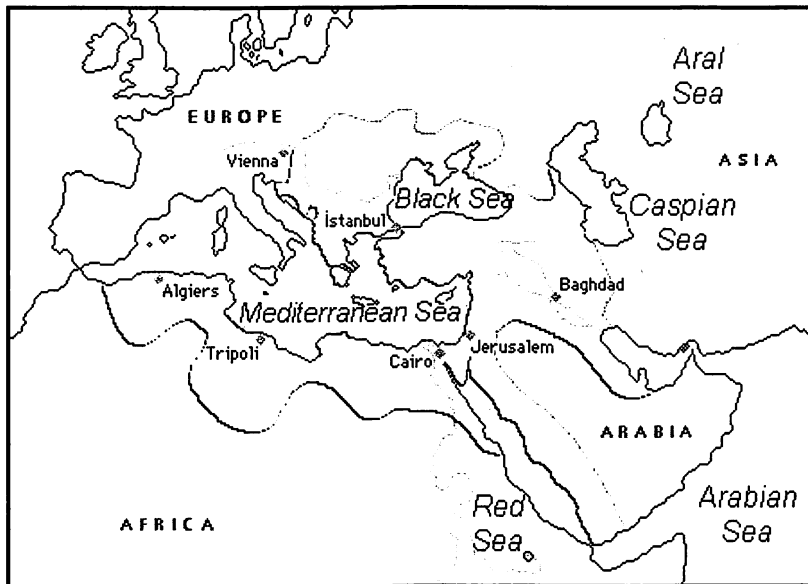 Aral
Sea
EUROPE
ASIA
Vienna
Black Sea
Caspian
Sea
İstanbul
Baghdad
Algiers
Mediterranean Sea
Tripoli
Cairo
Jerusalem
ARABIA
Red
Sea
Arabian
Sea
AFRICA